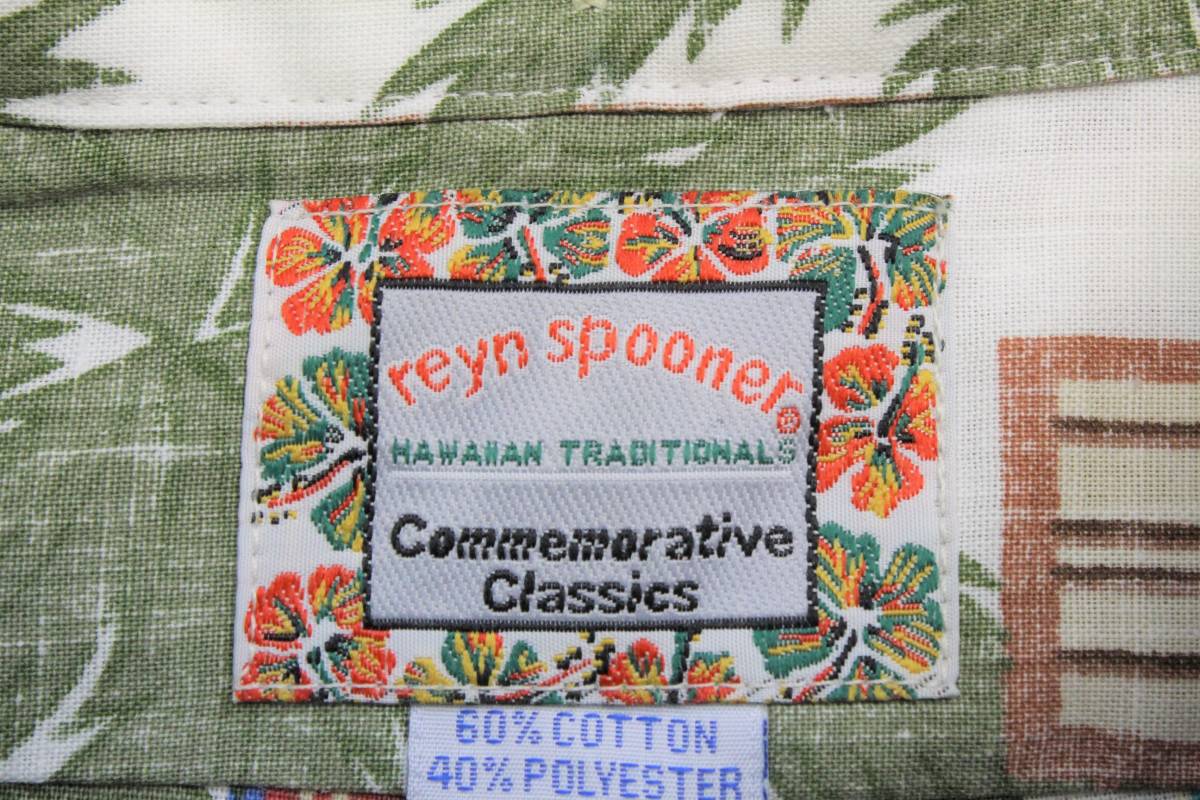 reyn spooner®
HAWAIIAN TRADITIONALS
Commemorative
Classics
60% COTTON
40% POLYESTER